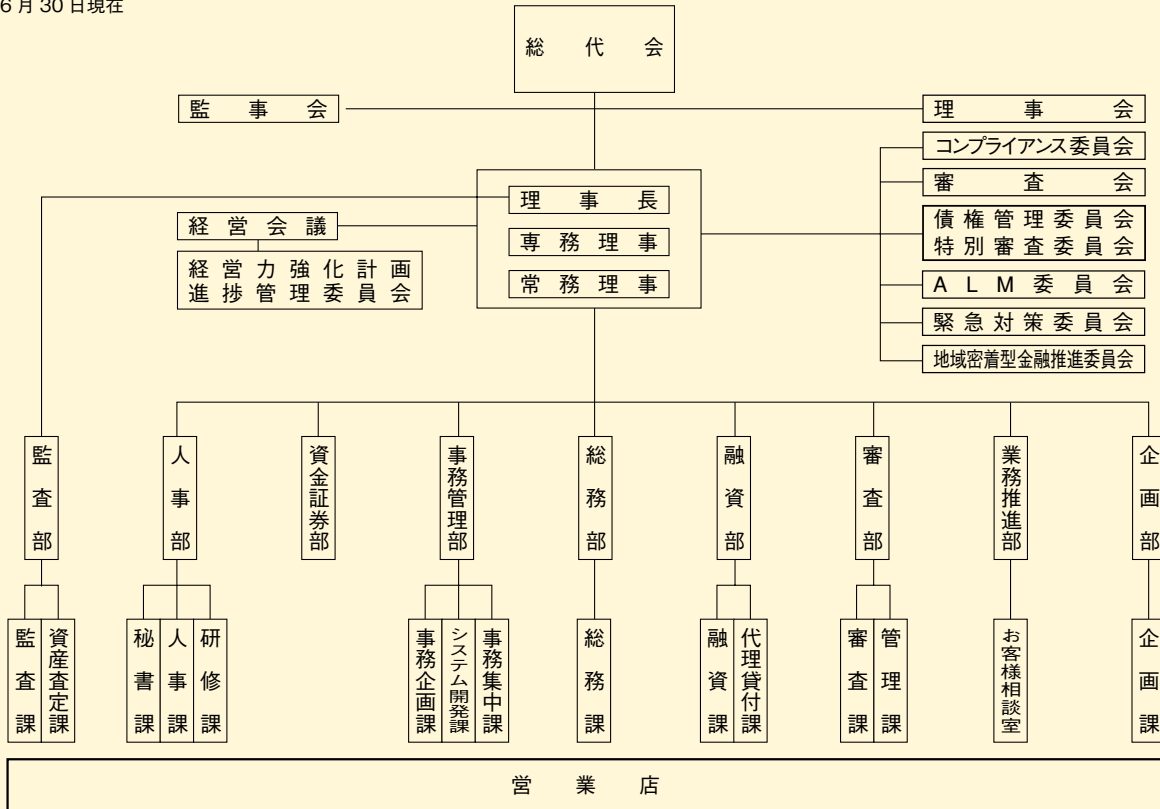 6月30日現在
総代会
監事会
理事会
コンプライアンス委員会
審査会
債権管理委員会
特別審査委員会
ALM委員会
緊急対策委員会
地域密着型金融推進委員会
理事長
専務理事
常務理事
経営会議
経営力強化計画
進捗管理委員会
監査部
人事部
資金証券部
事務管理部
総務部
融資部
審査部
業務推進部
企画部
監査課
資産査定課
秘書課
人事課
研修課
事務企画課
システム開発課
事務集中課
総務課
融資課
代理貸付課
審査課
管理課
お客様相談室
企画課
営業店